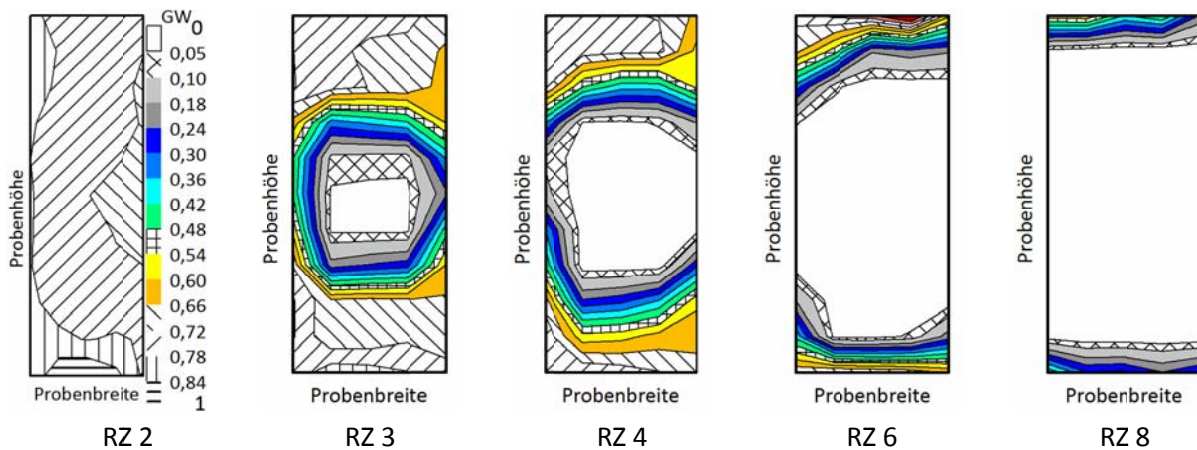 GW
0
0,05
0,10
0,18
0,24
0,30
0,36
0,42
0,48
0,54
0,60
0,66
0,72
0,78
0,84
1
Probenhöhe
Probenbreite
RZ 2
Probenhöhe
Probenbreite
RZ 3
Probenhöhe
Probenbreite
RZ 4
Probenhöhe
Probenbreite
RZ 6
Probenhöhe
Probenbreite
RZ 8